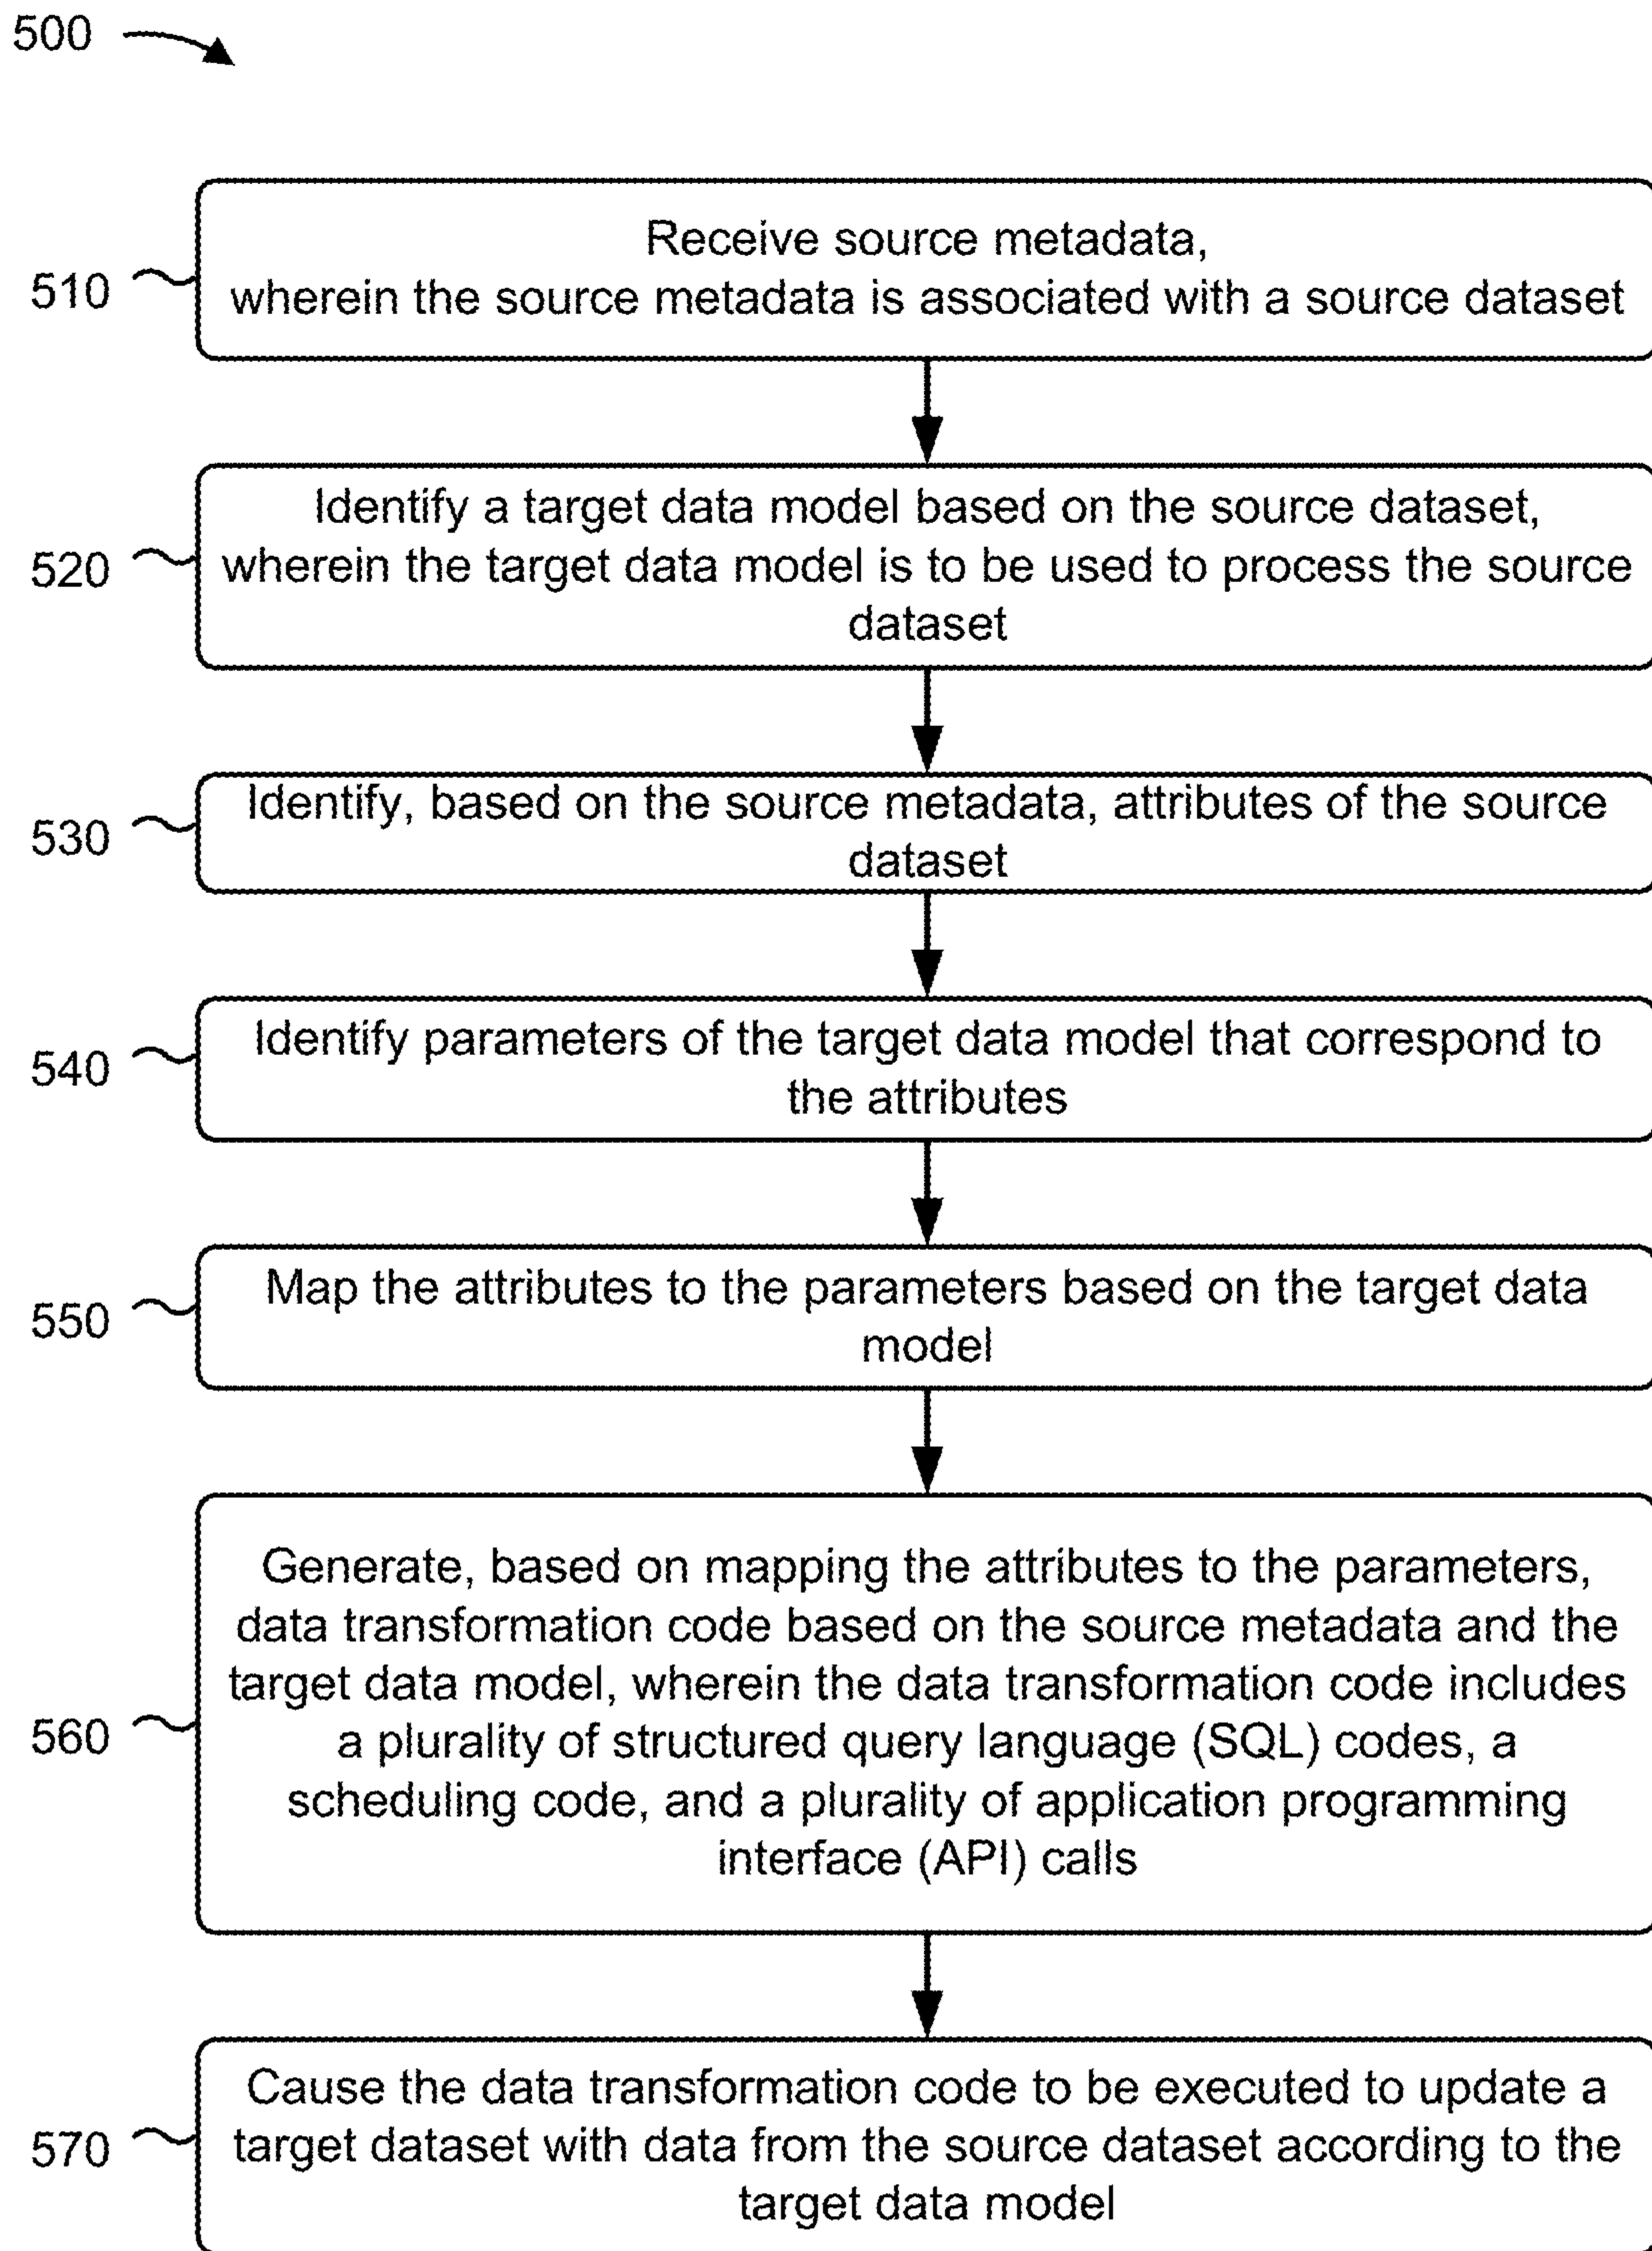 500
510
Receive source metadata,
wherein the source metadata is associated with a source dataset
520
Identify a target data model based on the source dataset,
wherein the target data model is to be used to process the source
dataset
530
Identify, based on the source metadata, attributes of the source
dataset
540
Identify parameters of the target data model that correspond to
the attributes
550
Map the attributes to the parameters based on the target data
model
560
Generate, based on mapping the attributes to the parameters,
data transformation code based on the source metadata and the
target data model, wherein the data transformation code includes
a plurality of structured query language (SQL) codes, a
scheduling code, and a plurality of application programming
interface (API) calls
570
Cause the data transformation code to be executed to update a
target dataset with data from the source dataset according to the
target data model